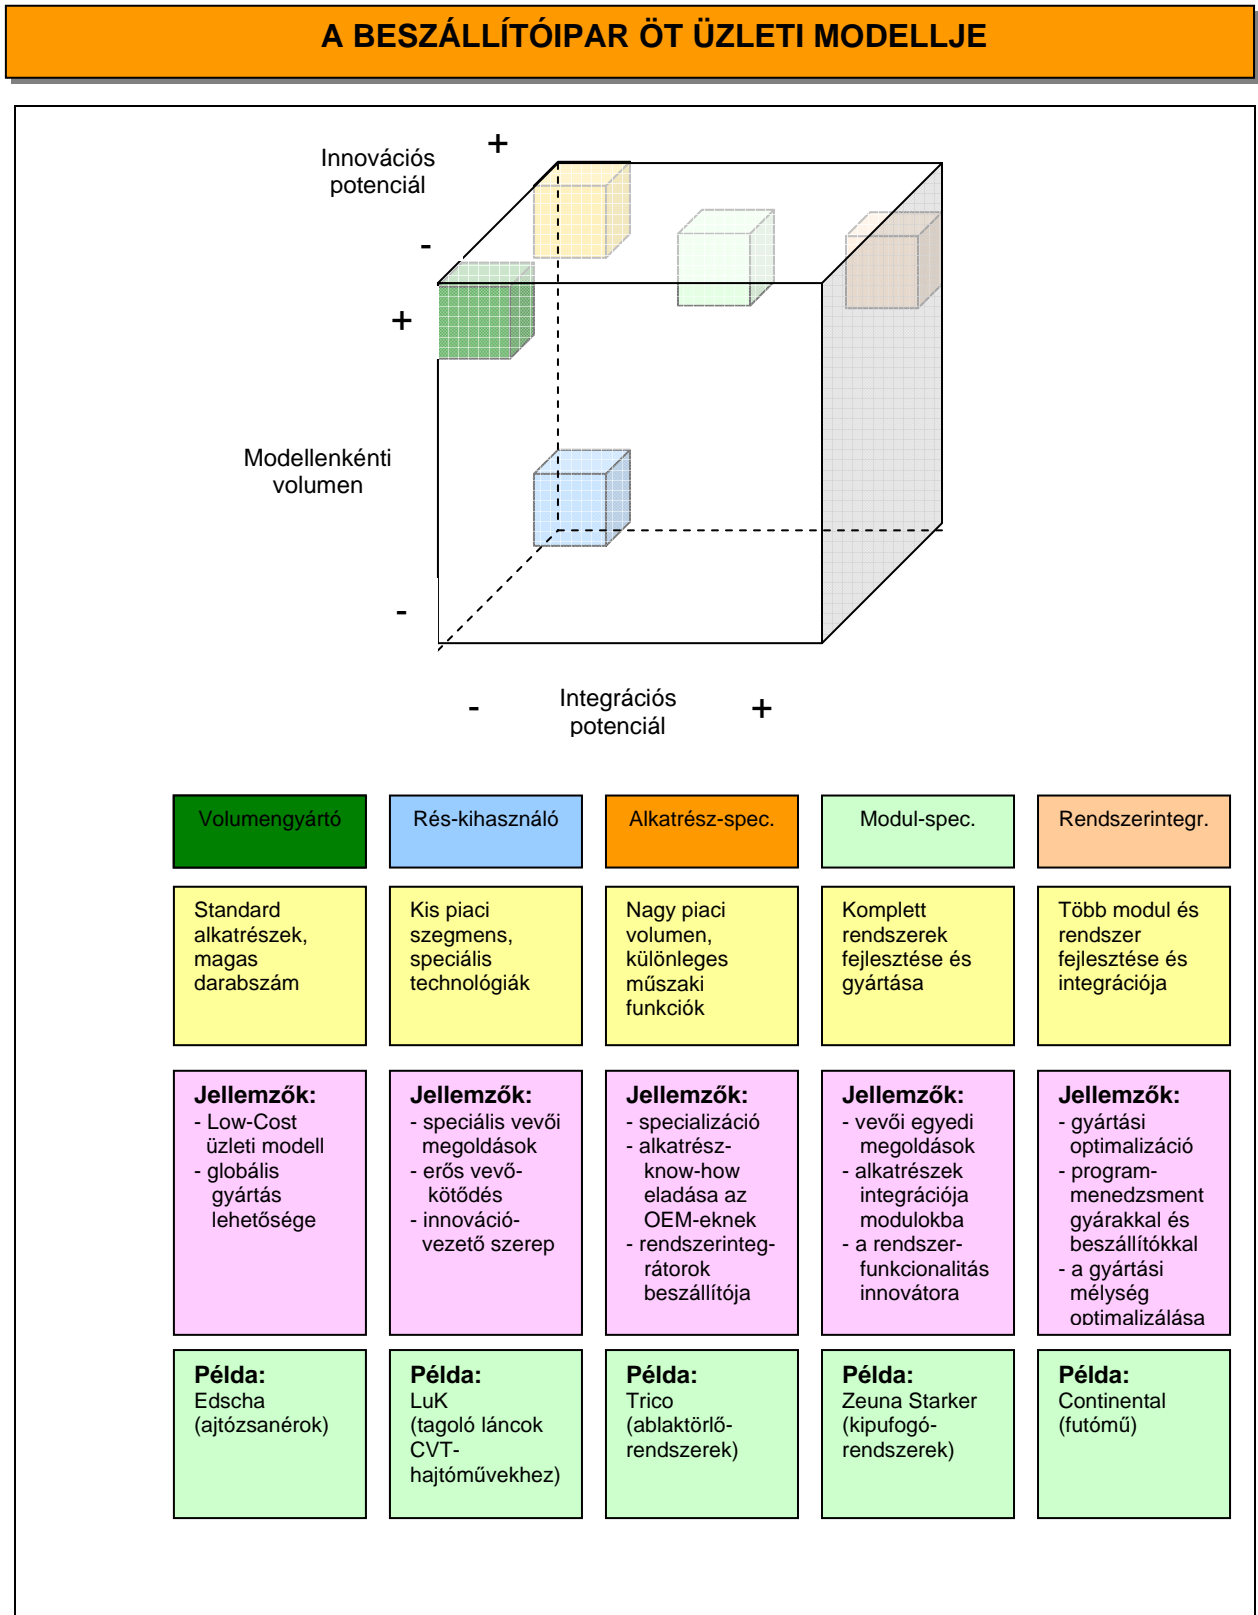 A BESZÁLLÍTÓIPAR ÖT ÜZLETI MODELLJE
+
Innovációs
potenciál
-
+
Modellenkénti
volumen
-
- Integrációs +
potenciál
Volumengyártó
Rés-kihasználó
Alkatrész-spec.
Modul-spec.
Rendszerintegr.
Standard
alkatrészek,
magas
darabszám
Kis piaci
szegmens,
speciális
technológiák
Nagy piaci
volumen,
különleges
műszaki
funkciók
Komplett
rendszerek
fejlesztése és
gyártása
Több modul és
rendszer
fejlesztése és
integrációja
Jellemzők:
- Low-Cost
üzleti modell
- globális
gyártás
lehetősége
Jellemzők:
- speciális vevői
megoldások
- erős vevő-
kötődés
- innováció-
vezető szerep
Jellemzők:
- specializáció
- alkatrész-
know-how
eladása az
OEM-eknek
- rendszerinteg-
rátorok
beszállítója
Jellemzők:
- vevői egyedi
megoldások
- alkatrészek
integrációja
modulokba
- a rendszer-
funkcionalitás
innovátora
Jellemzők:
- gyártási
optimalizáció
- program-
menedzsment
gyárakkal és
beszállítókkal
- a gyártási
mélység
optimalizálása
Példa:
Edscha
(ajtózsanérok)
Példa:
LuK
(tagoló láncok
CVT-
hajtóművekhez)
Példa:
Trico
(ablaktörlő-
rendszerek)
Példa:
Zeuna Starker
(kipufogó-
rendszerek)
Példa:
Continental
(futómű)